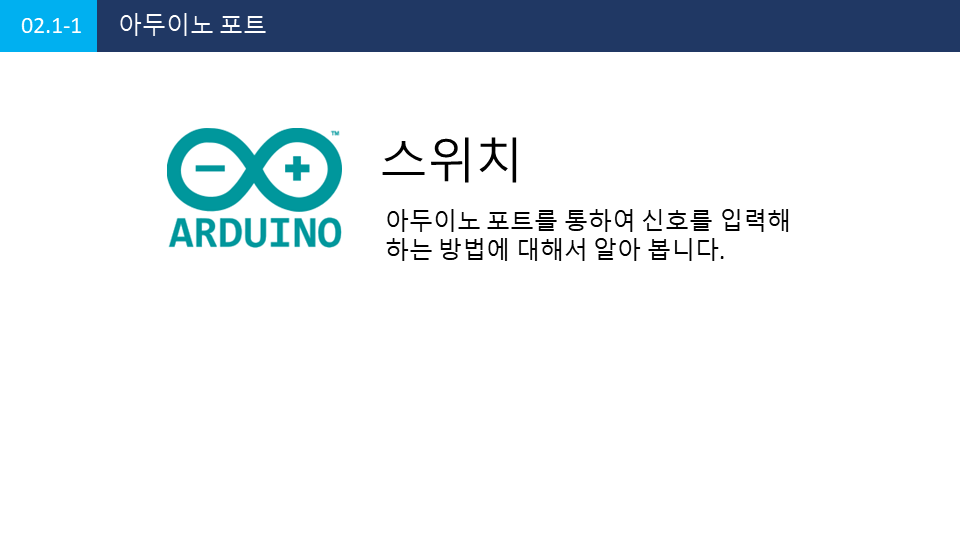 02.1-1 아두이노 포트
스위치
아두이노 포트를 통하여 신호를 입력해
하는 방법에 대해서 알아 봅니다.
ARDUINO
TM